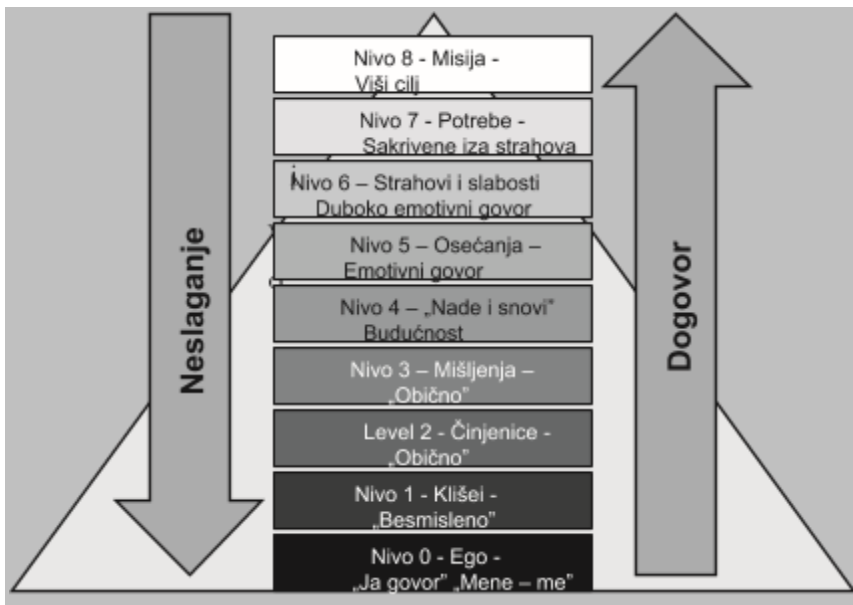 Nivo 8 - Misija -
Viši cilj
Nivo 7 - Potrebe -
Sakrivene iza strahova
Nivo 6 – Strahovi i slabosti
Duboko emotivni govor
Nivo 5 – Osećanja –
Emotivni govor
Nivo 4 – „Nade i snovi”
Budućnost
Nivo 3 – Mišljenja –
„Obično”
Level 2 - Činjenice -
„Obično”
Nivo 1 - Klišei -
„Besmisleno”
Nivo 0 - Ego -
„Ja govor” „Mene – me”
Neslaganje
Dogovor